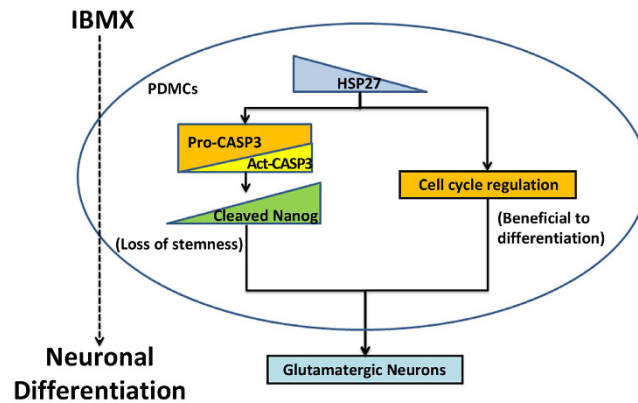 IBMX
PDMCs
HSP27
Pro-CASP3
Act-CASP3
Cell cycle regulation
Cleaved Nanog
(Loss of stemness)
(Beneficial to
differentiation)
Neuronal
Differentiation
Glutamatergic Neurons